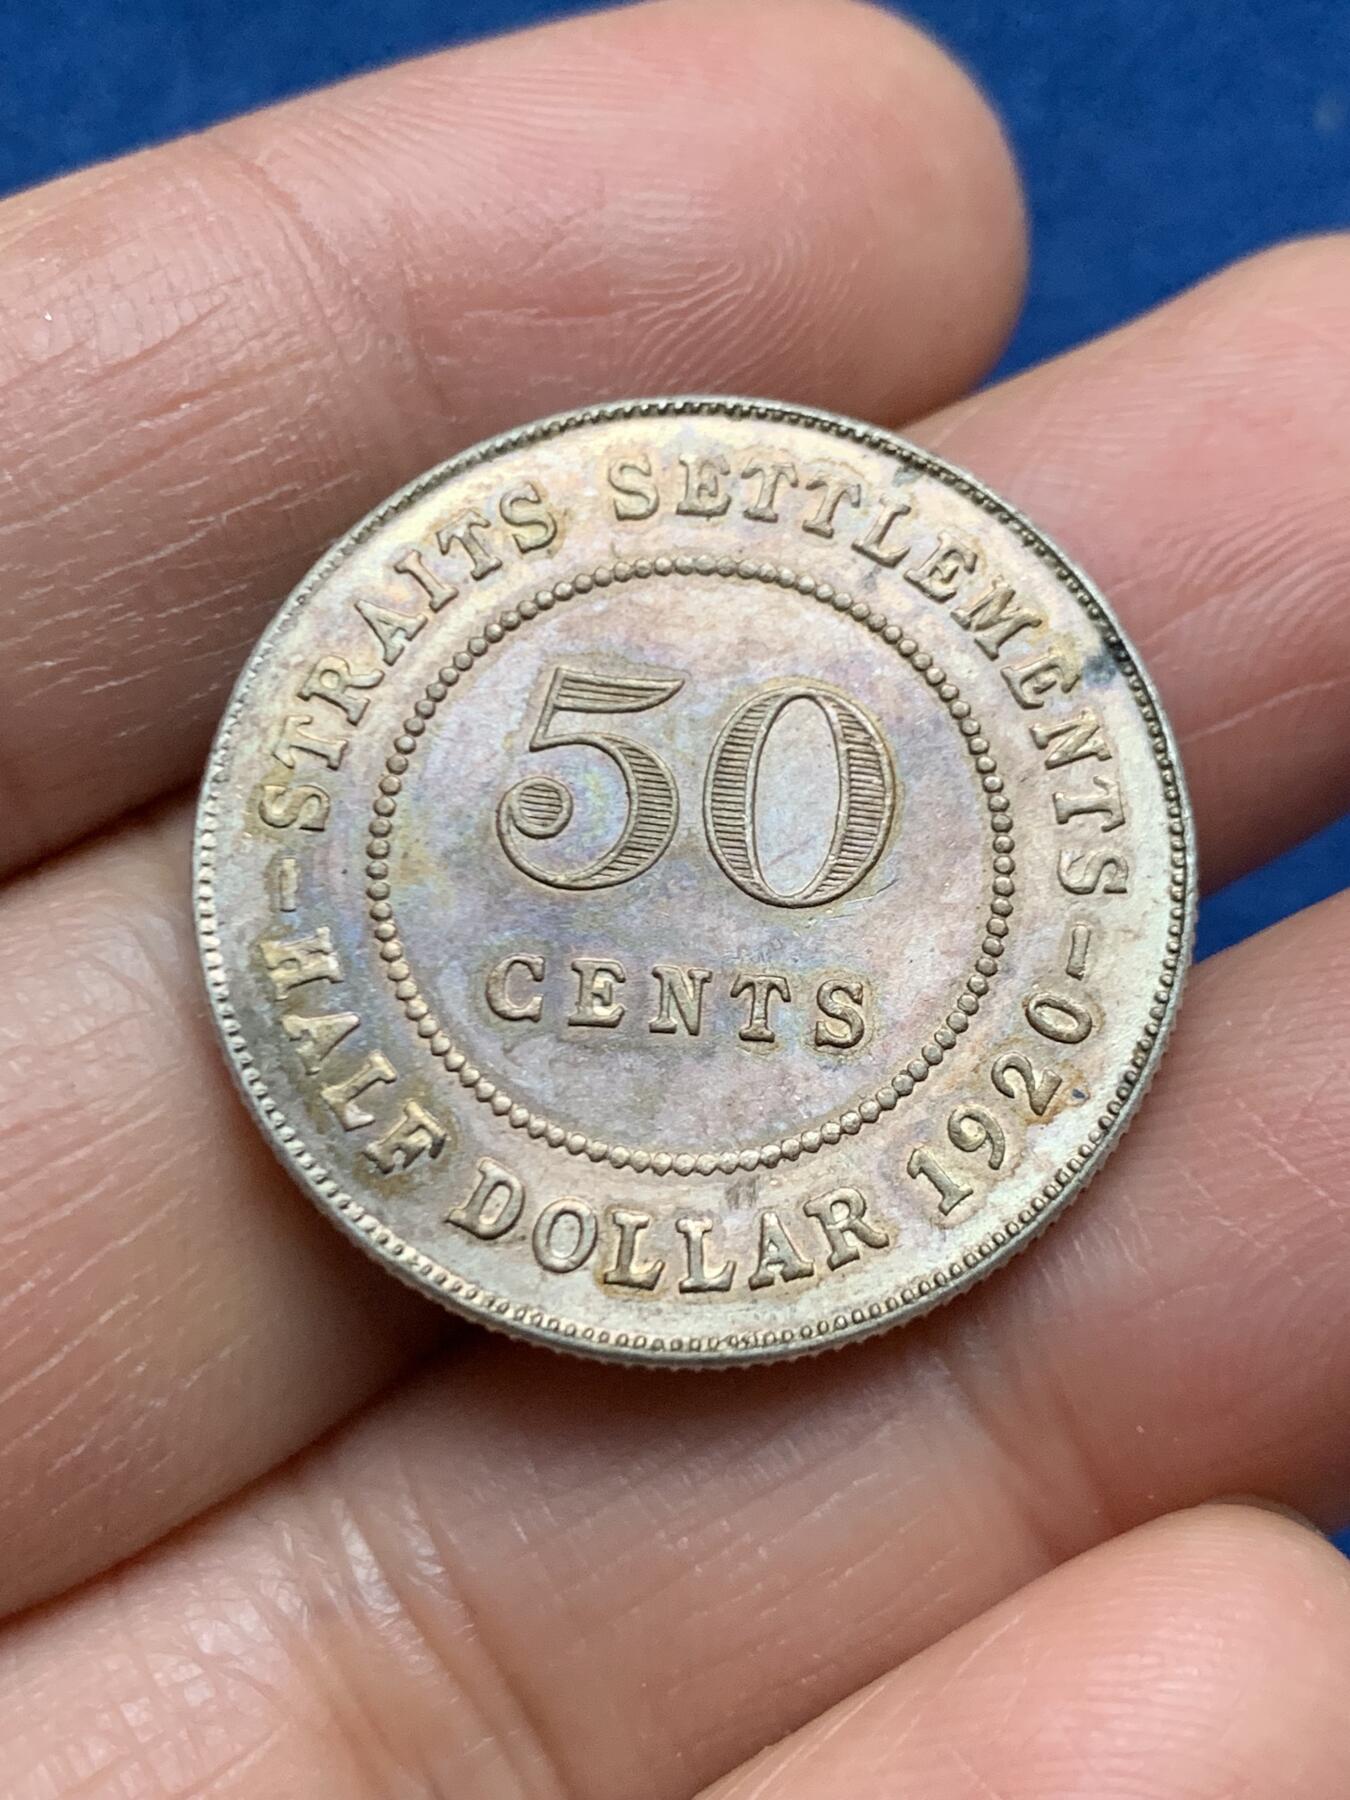 STRAITS SETTLEMENTS
50
CENTS
HALF DOLLAR 1920